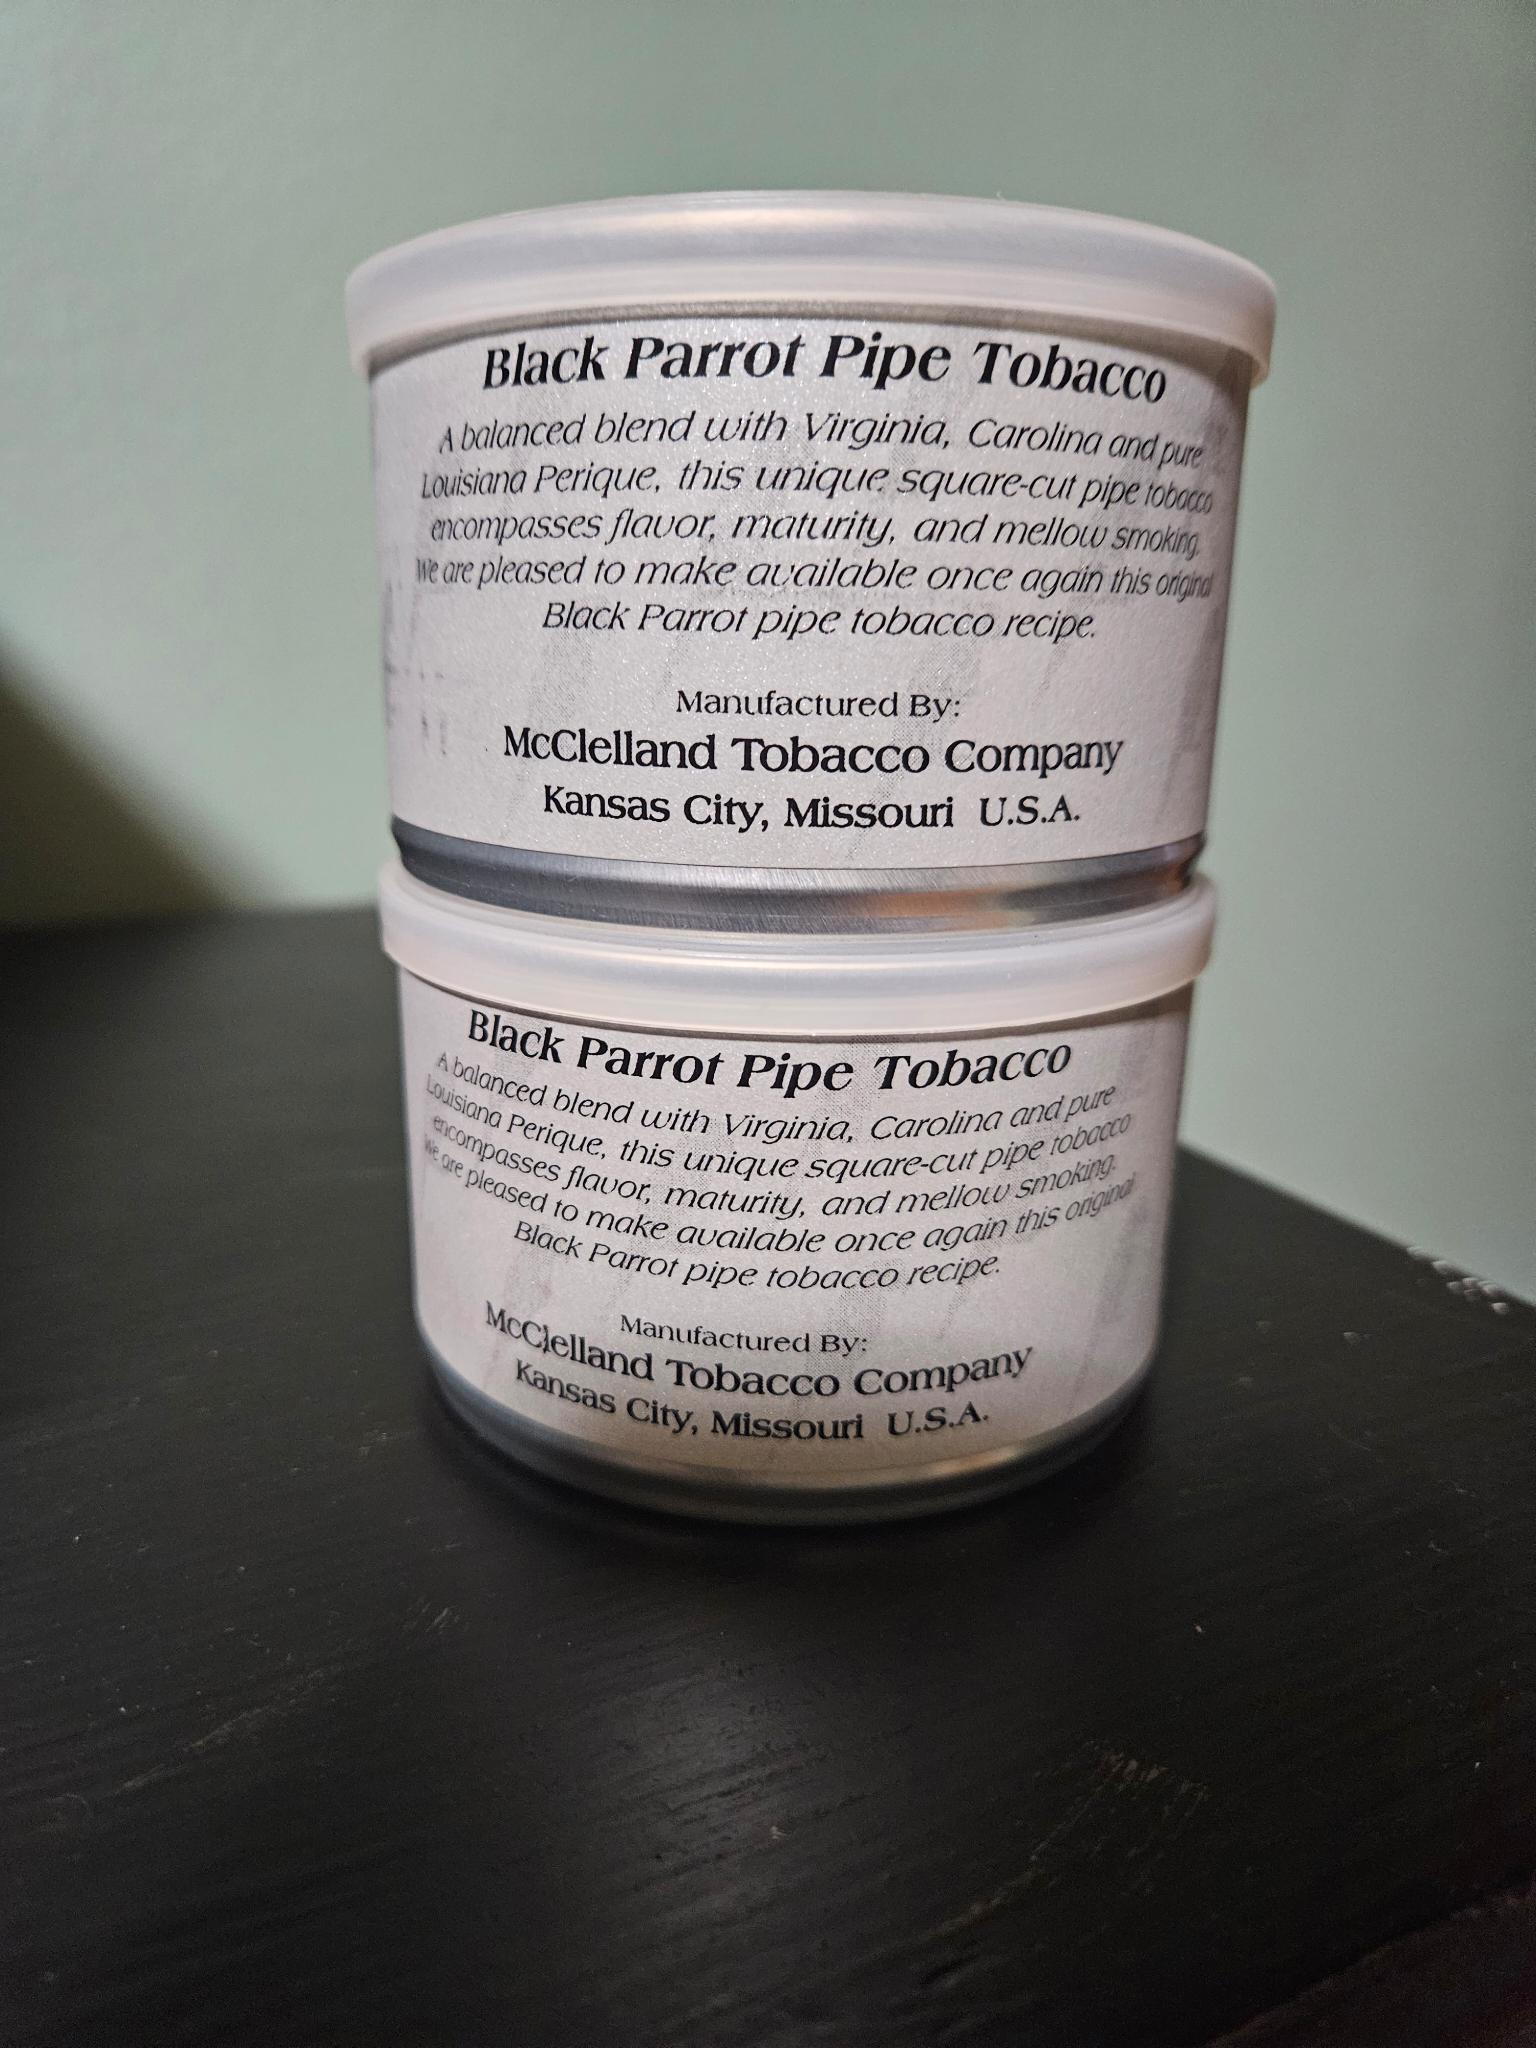 Black Parrot Pipe Tobacco
A balanced blend with Virginia, Carolina and pure
Louisiana Perique, this unique square-cut pipe tobacco
encompasses flavor, maturity, and mellow smoking.
We are pleased to make available once again this original
Black Parrot pipe tobacco recipe.
Manufactured By:
McClelland Tobacco Company
Kansas City, Missouri U.S.A.
Black Parrot Pipe Tobacco
A balanced blend with Virginia, Carolina and pure
Louisiana Perique, this unique square-cut pipe tobacco
encompasses flavor, maturity, and mellow smoking.
We are pleased to make available once again this original
Black Parrot pipe tobacco recipe.
Manufactured By:
McClelland Tobacco Company
Kansas City, Missouri U.S.A.